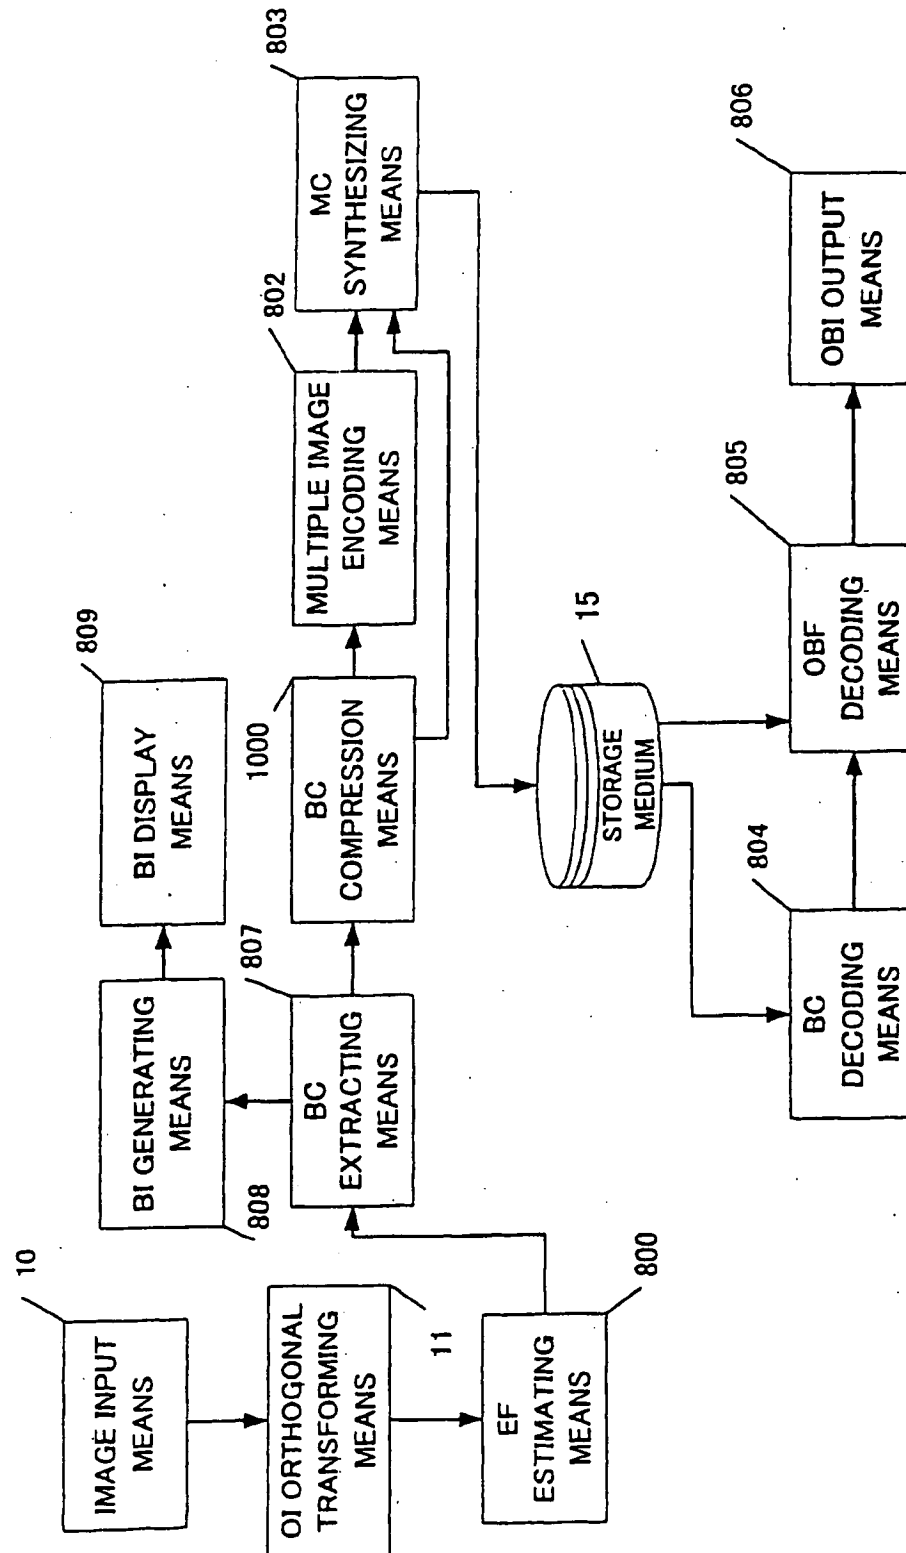 10
IMAGE INPUT
MEANS
OI ORTHOGONAL
TRANSFORMING
MEANS
11
EF
ESTIMATING
MEANS
800
BI GENERATING
MEANS
808
BI DISPLAY
MEANS
809
BC
EXTRACTING
MEANS
807
BC
COMPRESSION
MEANS
1000
MULTIPLE IMAGE
ENCODING
MEANS
802
MC
SYNTHESIZING
MEANS
803
STORAGE
MEDIUM
15
BC
DECODING
MEANS
804
OBF
DECODING
MEANS
805
OBI OUTPUT
MEANS
806